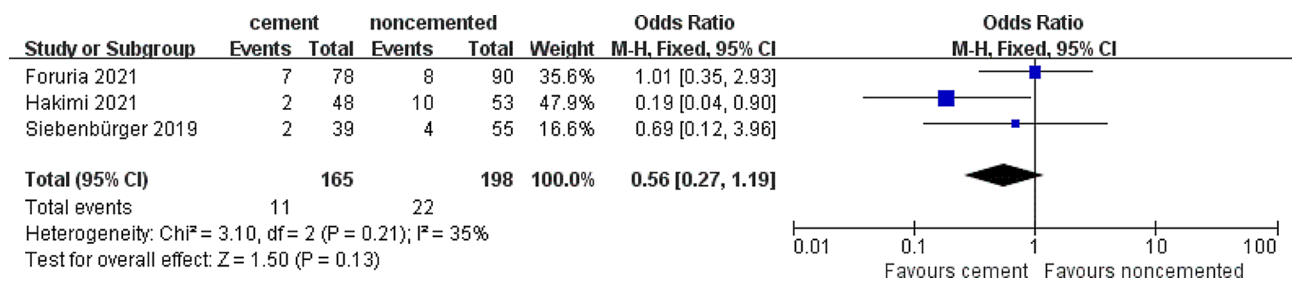 cement noncemented Odds Ratio Odds Ratio
Study or Subgroup Events Total Events Total Weight M-H, Fixed, 95% CI M-H, Fixed, 95% CI
Foruria 2021 7 78 8 90 35.6% 1.01 [0.35, 2.93]
Hakimi 2021 2 48 10 53 47.9% 0.19 [0.04, 0.90]
Siebenbürger 2019 2 39 4 55 16.6% 0.69 [0.12, 3.96]
Total (95% CI) 165 198 100.0% 0.56 [0.27, 1.19]
Total events 11 22
Heterogeneity: Chi² = 3.10, df = 2 (P = 0.21); I² = 35%
Test for overall effect: Z = 1.50 (P = 0.13)
0.01 0.1 1 10 100
Favours cement Favours noncemented